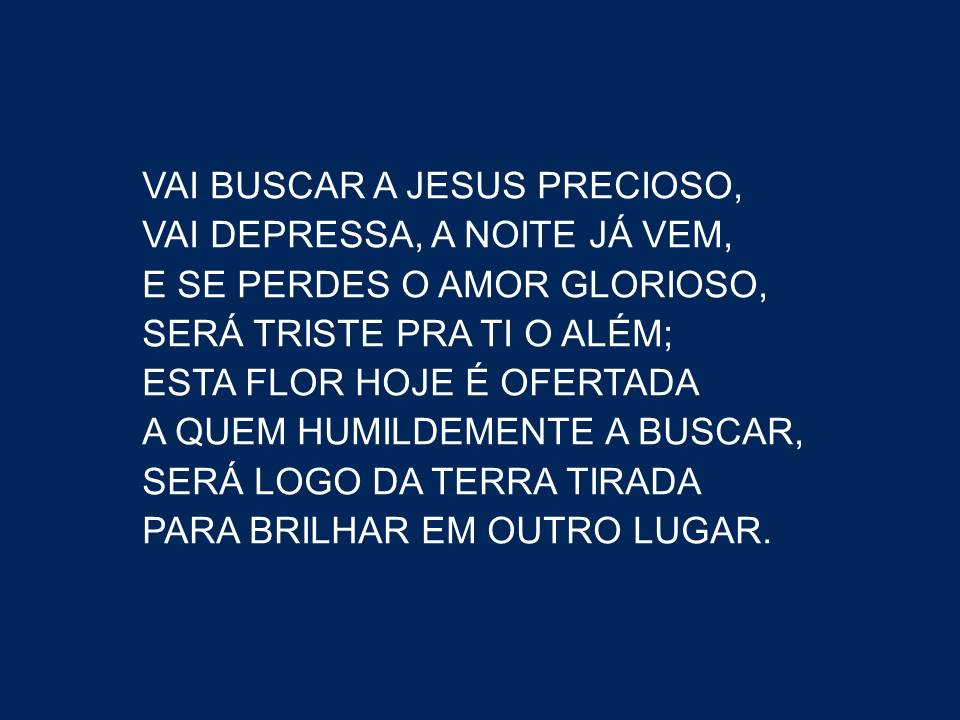 VAI BUSCAR A JESUS PRECIOSO,
VAI DEPRESSA, A NOITE JÁ VEM,
E SE PERDES O AMOR GLORIOSO,
SERÁ TRISTE PRA TI O ALÉM;
ESTA FLOR HOJE É OFERTADA
A QUEM HUMILDEMENTE A BUSCAR,
SERÁ LOGO DA TERRA TIRADA
PARA BRILHAR EM OUTRO LUGAR.